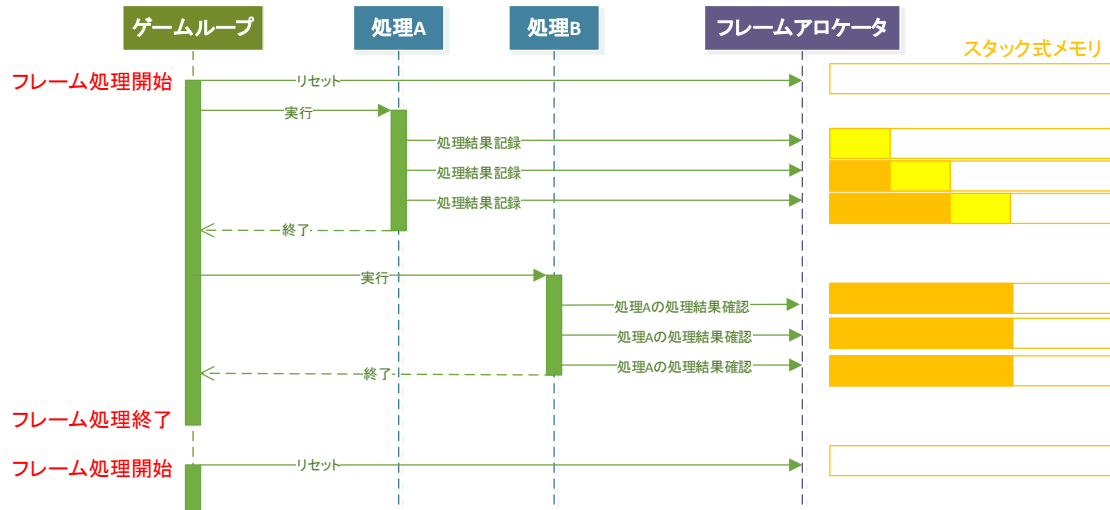 ゲームループ
処理A
処理B
フレームアロケータ
スタック式メモリ
フレーム処理開始
リセット
実行
処理結果記録
処理結果記録
処理結果記録
終了
実行
処理Aの処理結果確認
処理Aの処理結果確認
処理Aの処理結果確認
終了
フレーム処理終了
フレーム処理開始
リセット